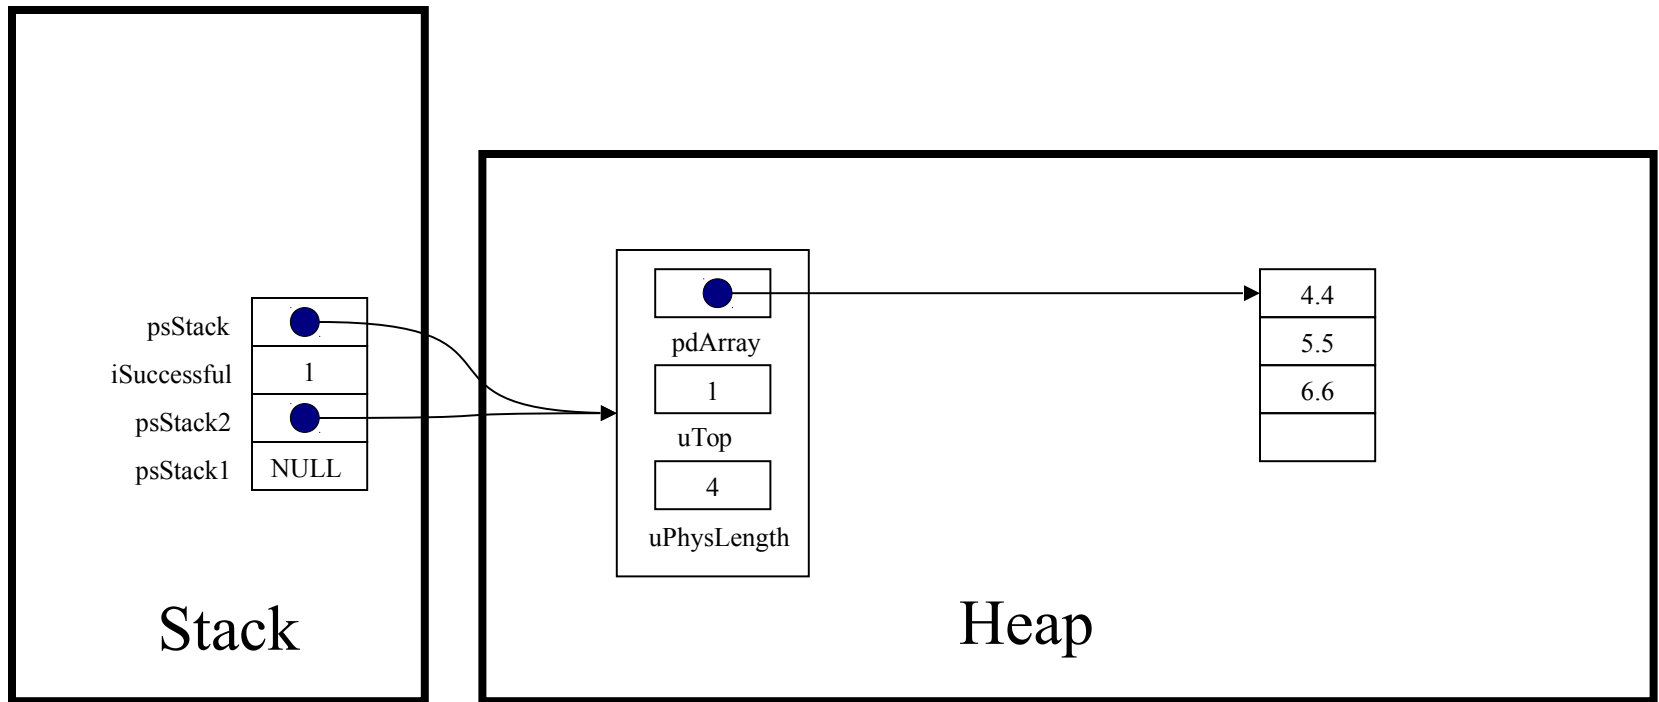 psStack
iSuccessful 1
psStack2
psStack1 NULL
Stack
pdArray
1
uTop
4
uPhysLength
4.4
5.5
6.6
Heap